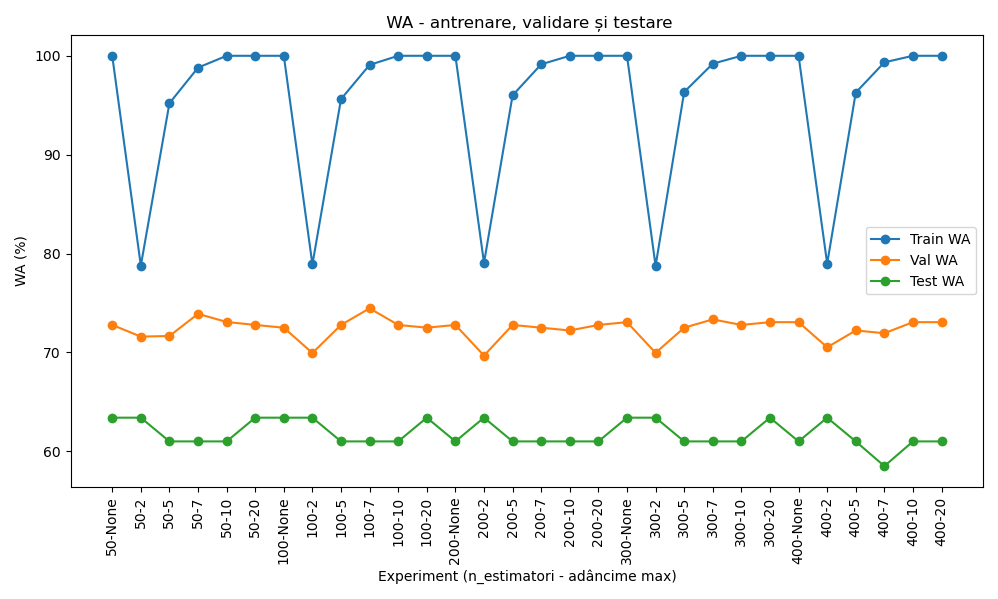 WA - antrenare, validare și testare
WA (%)
100
90
80
70
60
Train WA
Val WA
Test WA
50-None
50-2
50-5
50-7
50-10
50-20
100-None
100-2
100-5
100-7
100-10
100-20
200-None
200-2
200-5
200-7
200-10
200-20
300-None
300-2
300-5
300-7
300-10
300-20
400-None
400-2
400-5
400-7
400-10
400-20
Experiment (n_estimatori - adâncime max)